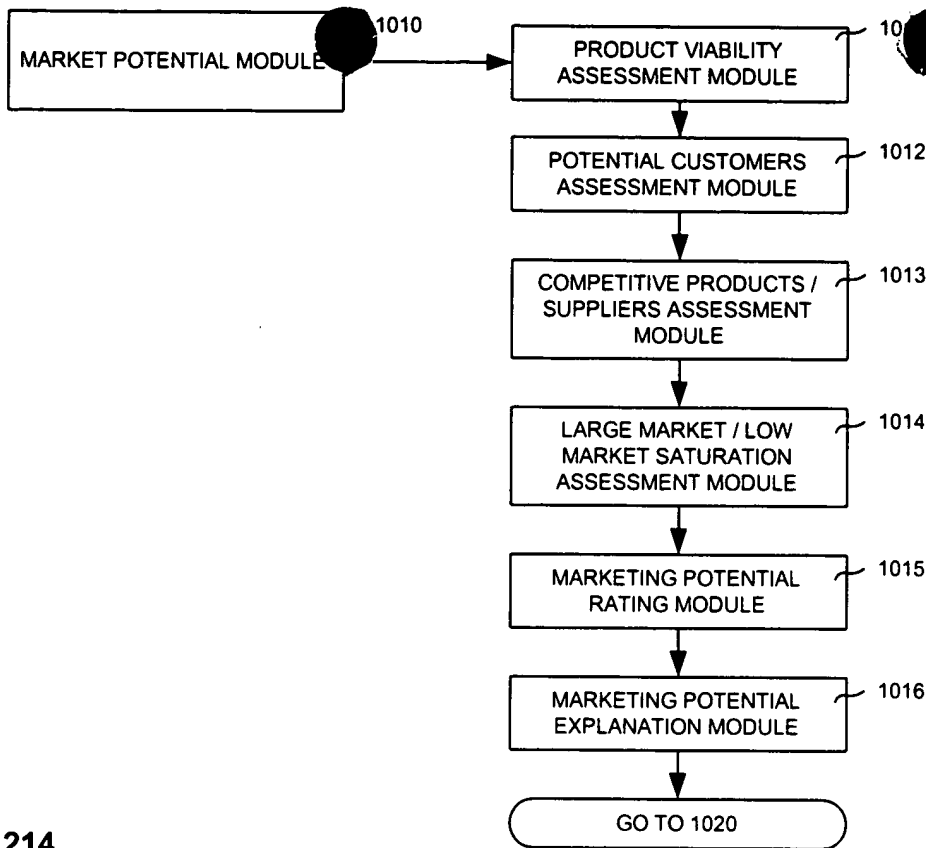 1010
MARKET POTENTIAL MODULE
PRODUCT VIABILITY
ASSESSMENT MODULE
POTENTIAL CUSTOMERS
ASSESSMENT MODULE
1012
COMPETITIVE PRODUCTS /
SUPPLIERS ASSESSMENT
MODULE
1013
LARGE MARKET / LOW
MARKET SATURATION
ASSESSMENT MODULE
1014
MARKETING POTENTIAL
RATING MODULE
1015
MARKETING POTENTIAL
EXPLANATION MODULE
1016
GO TO 1020
214